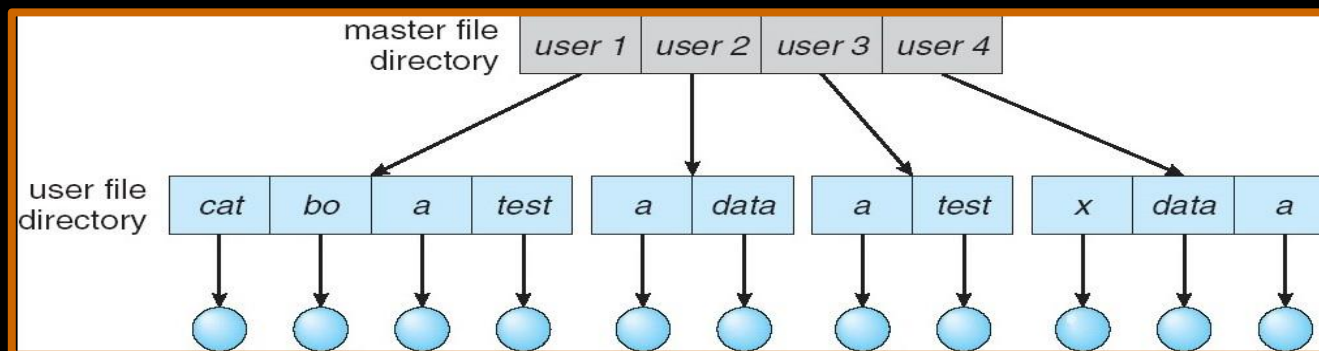 master file
directory
user 1 user 2 user 3 user 4
user file
directory
cat bo a test a data a test x data a